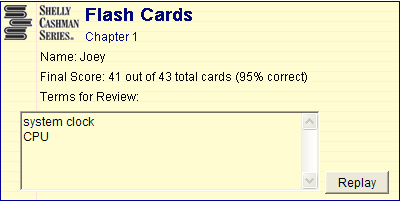 SHELLY
CASHMAN
SERIES®
Flash Cards
Chapter 1
Name: Joey
Final Score: 41 out of 43 total cards (95% correct)
Terms for Review:
system clock
CPU
Replay